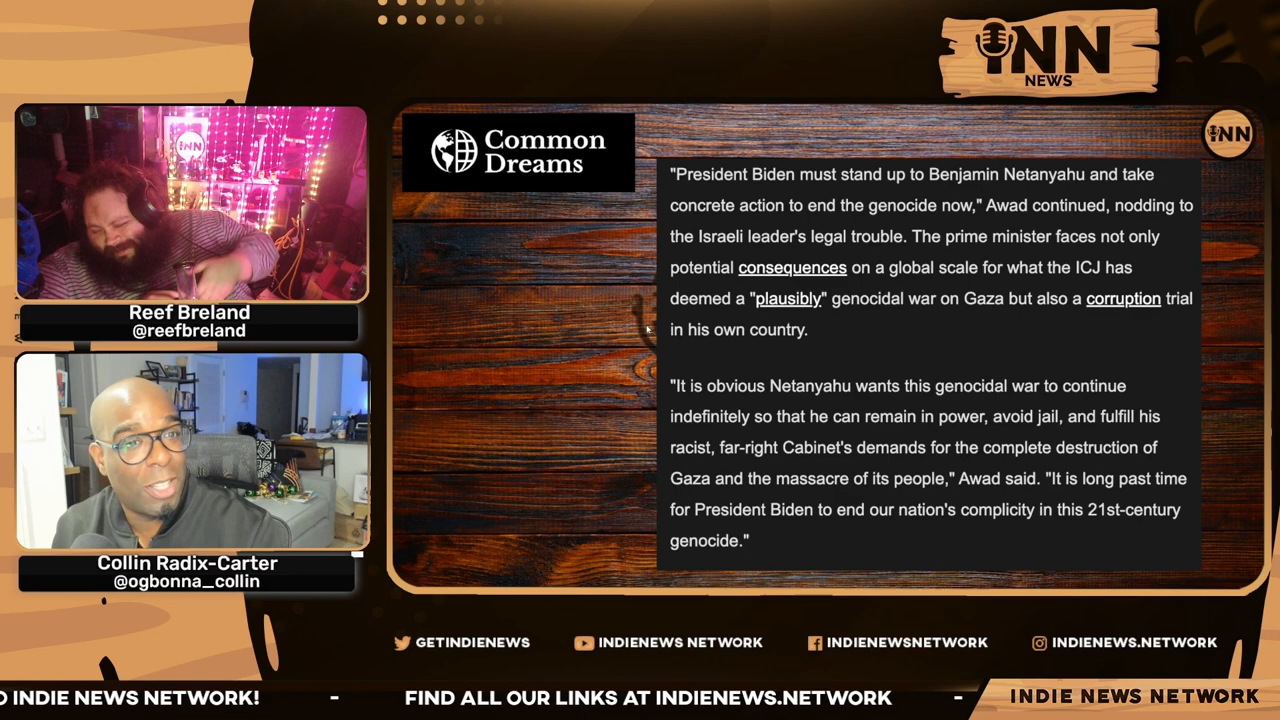 iNN
NEWS
iNN
Common
Dreams
"President Biden must stand up to Benjamin Netanyahu and take
concrete action to end the genocide now," Awad continued, nodding to
the Israeli leader's legal trouble. The prime minister faces not only
potential consequences on a global scale for what the ICJ has
deemed a "plausibly" genocidal war on Gaza but also a corruption trial
in his own country.
"It is obvious Netanyahu wants this genocidal war to continue
indefinitely so that he can remain in power, avoid jail, and fulfill his
racist, far-right Cabinet's demands for the complete destruction of
Gaza and the massacre of its people," Awad said. "It is long past time
for President Biden to end our nation's complicity in this 21st-century
genocide."
iNN
Reef Breland
@reefbreland
Collin Radix-Carter
@ogbonna_collin
GETINDIENEWS
INDIENEWS NETWORK
INDIENEWSNETWORK
INDIENEWS.NETWORK
O INDIE NEWS NETWORK! - FIND ALL OUR LINKS AT INDIENEWS.NETWORK -
INDIE NEWS NETWORK